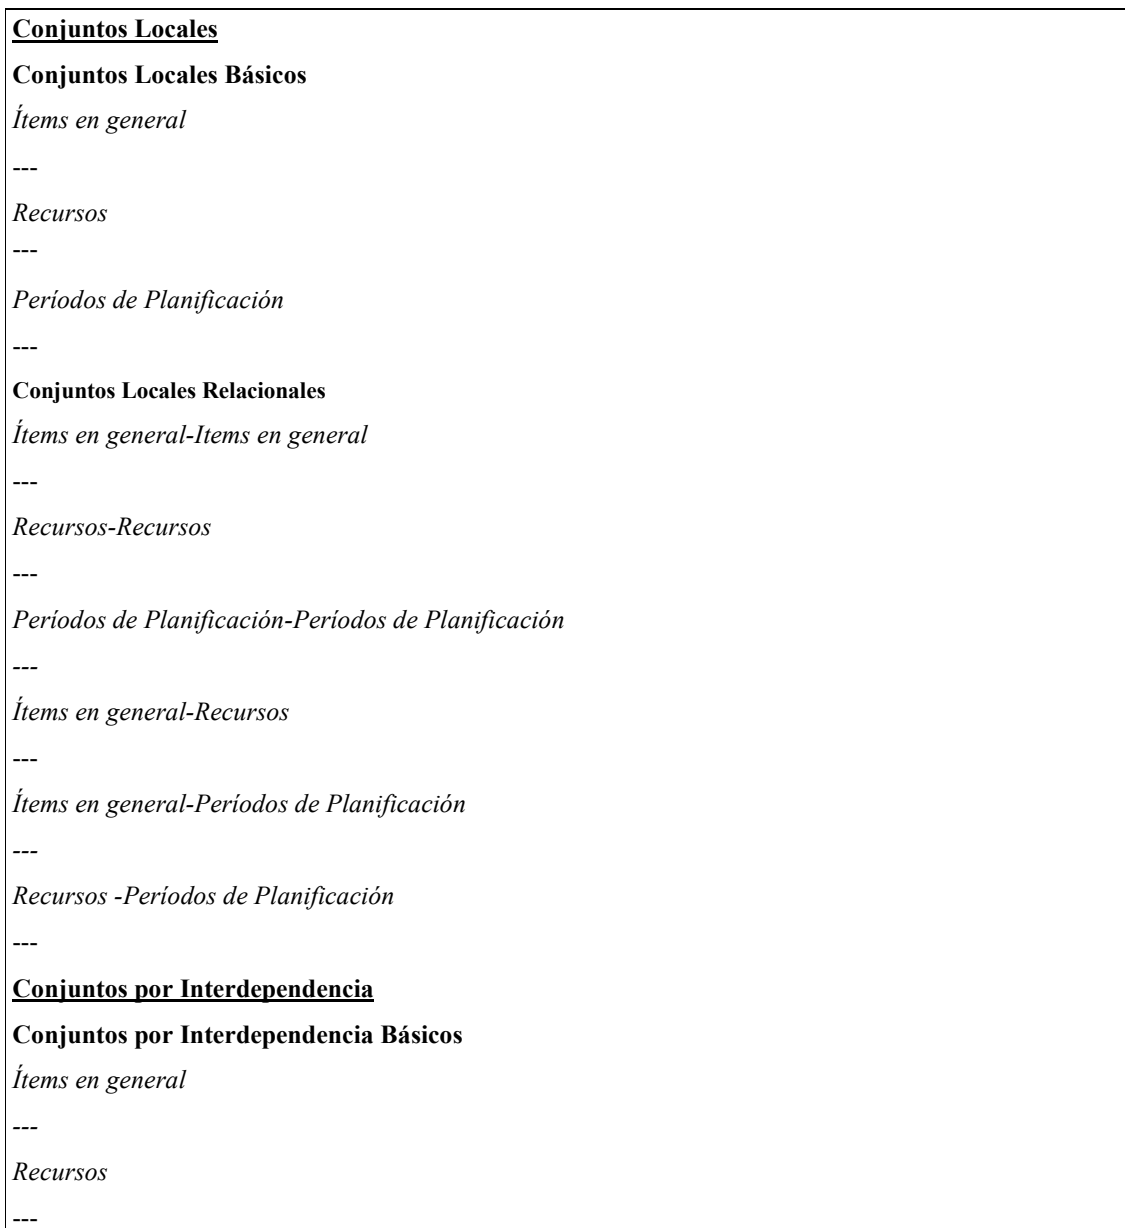 Conjuntos Locales
Conjuntos Locales Básicos
Ítems en general
---
Recursos
---
Períodos de Planificación
---
Conjuntos Locales Relacionales
Ítems en general-Items en general
---
Recursos-Recursos
---
Períodos de Planificación-Períodos de Planificación
---
Ítems en general-Recursos
---
Ítems en general-Períodos de Planificación
---
Recursos -Períodos de Planificación
---
Conjuntos por Interdependencia
Conjuntos por Interdependencia Básicos
Ítems en general
---
Recursos
---